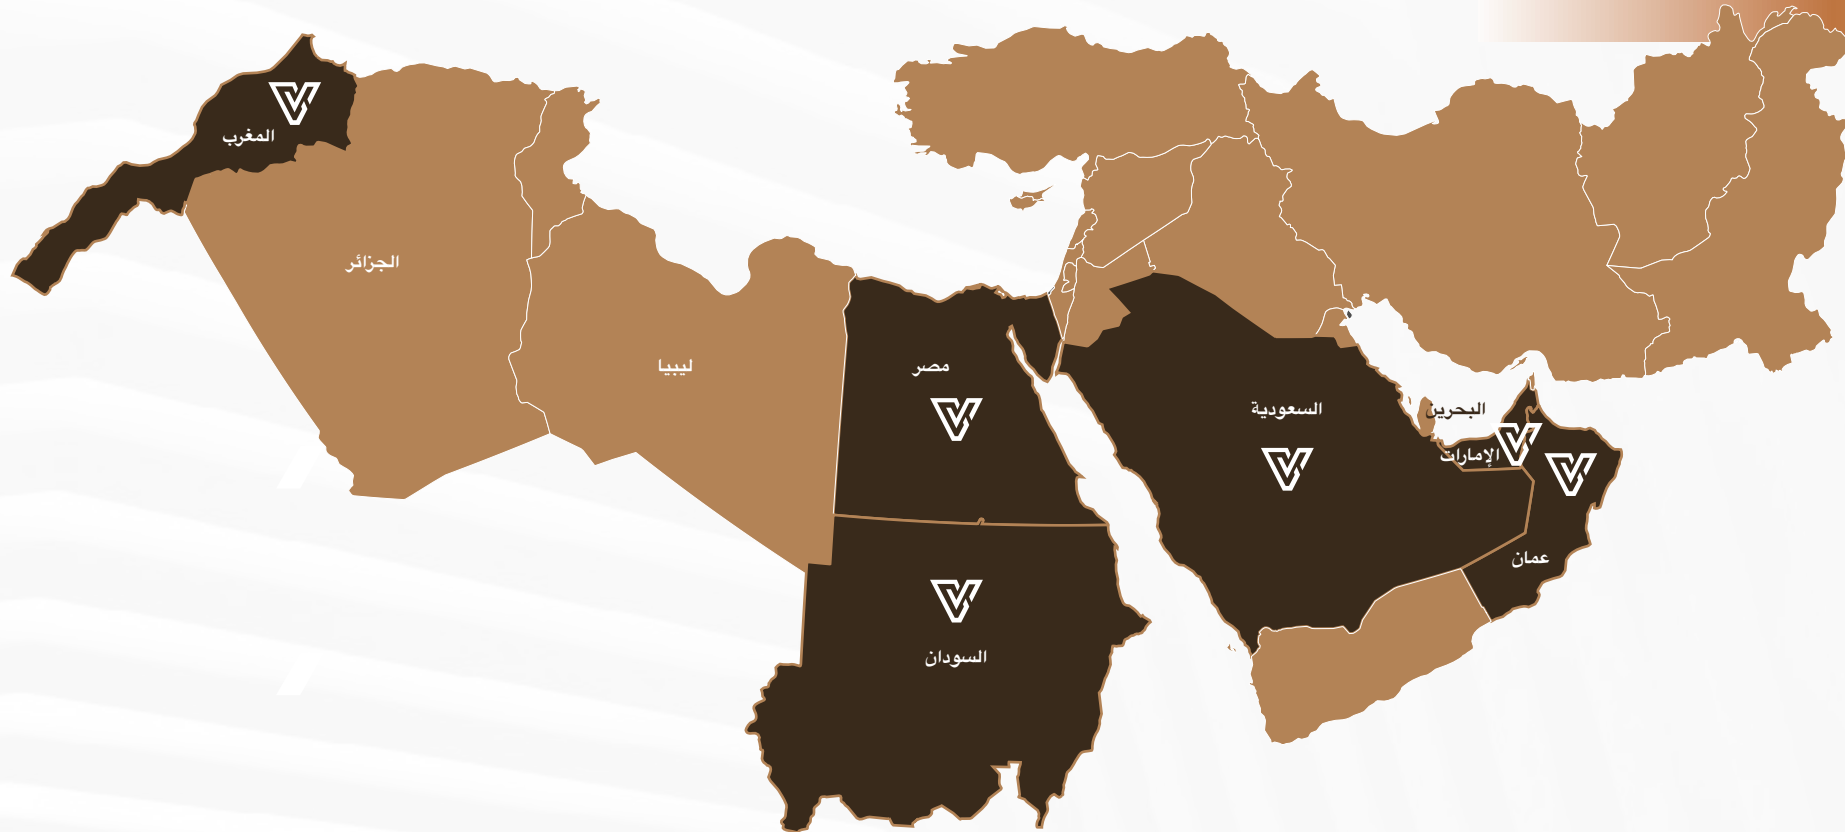 المغرب
الجزائر
ليبيا
مصر
السعودية
البحرين
الإمارات
عمان
السودان